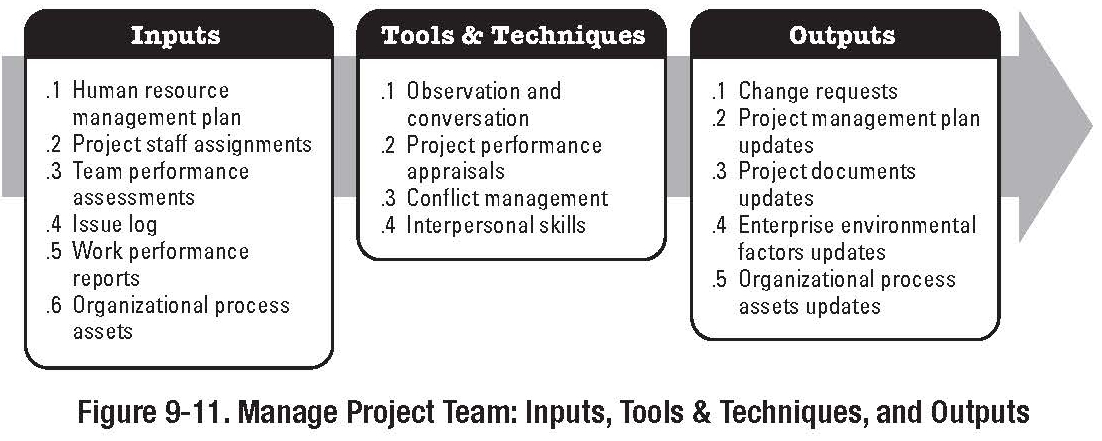 Inputs
.1 Human resource
management plan
.2 Project staff assignments
.3 Team performance
assessments
.4 Issue log
.5 Work performance
reports
.6 Organizational process
assets
Tools & Techniques
.1 Observation and
conversation
.2 Project performance
appraisals
.3 Conflict management
.4 Interpersonal skills
Outputs
.1 Change requests
.2 Project management plan
updates
.3 Project documents
updates
.4 Enterprise environmental
factors updates
.5 Organizational process
assets updates
Figure 9-11. Manage Project Team: Inputs, Tools & Techniques, and Outputs